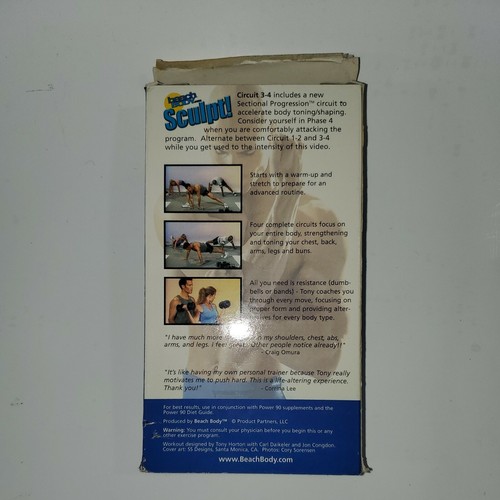 beach
BODY
Sculpt!
Circuit 3-4 includes a new
Sectional Progression™ circuit to
accelerate body toning/shaping.
Consider yourself in Phase 4
when you are comfortably attacking the
program. Alternate between Circuit 1-2 and 3-4
while you get used to the intensity of this video.
Starts with a warm-up and
stretch to prepare for an
advanced routine.
Four complete circuits focus on
your entire body, strengthening
and toning your chest, back,
arms, legs and buns.
All you need is resistance (dumb-
bells or bands) - Tony coaches you
through every move, focusing on
proper form and providing alter-
natives for every body type.
"I have much more in my shoulders, chest, abs,
arms, and legs. I feel great. Other people notice already!!"
- Craig Omura
"It's like having my own personal trainer because Tony really
motivates me to push hard. This is a life-altering experience.
Thank you!" - Corinna Lee
For best results, use in conjunction with Power 90 supplements and the
Power 90 Diet Guide.
Produced by Beach Body™ © Product Partners, LLC
Warning: You must consult your physician before you begin this or any
other exercise program.
Workout designed by Tony Horton with Carl Daikeler and Jon Congdon.
Cover art: SS Designs, Santa Monica, CA. Photos: Cory Sorensen
www.BeachBody.com